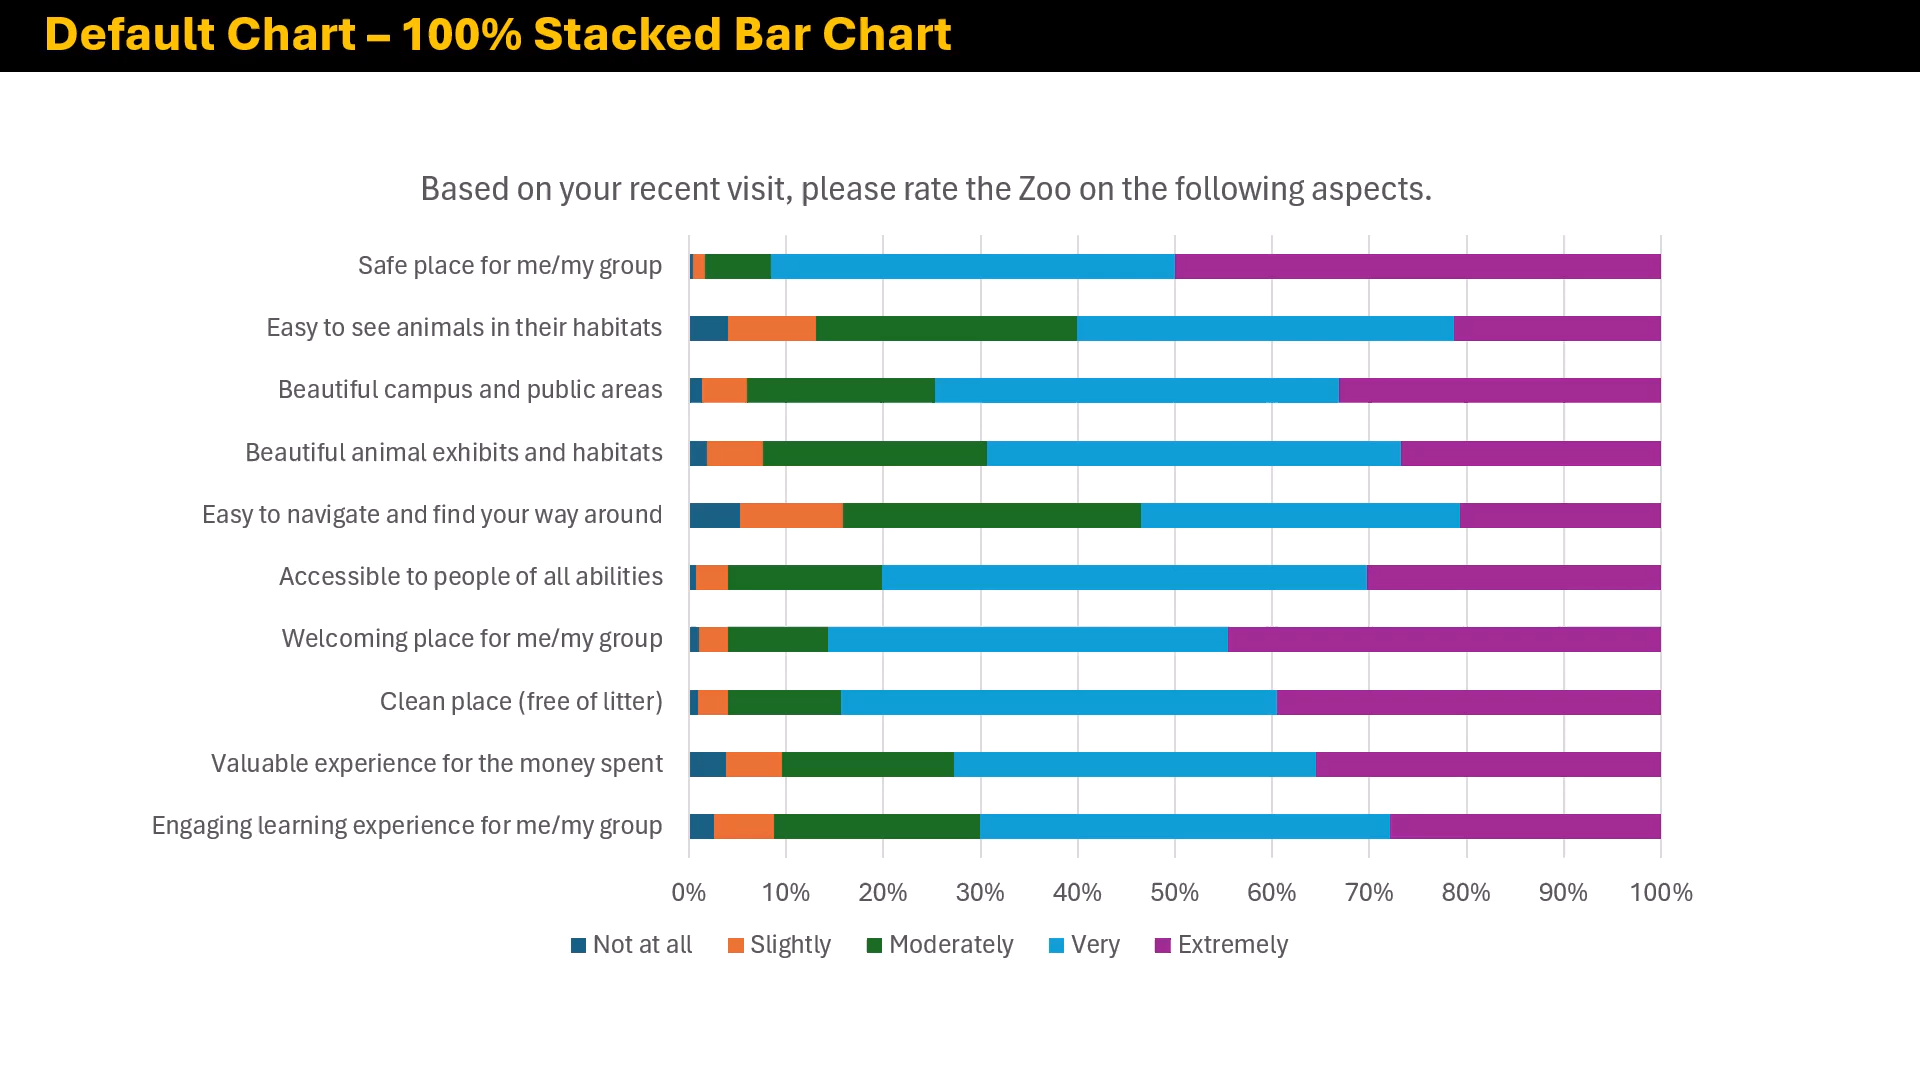 Default Chart – 100% Stacked Bar Chart
Based on your recent visit, please rate the Zoo on the following aspects.
Safe place for me/my group
Easy to see animals in their habitats
Beautiful campus and public areas
Beautiful animal exhibits and habitats
Easy to navigate and find your way around
Accessible to people of all abilities
Welcoming place for me/my group
Clean place (free of litter)
Valuable experience for the money spent
Engaging learning experience for me/my group
0% 10% 20% 30% 40% 50% 60% 70% 80% 90% 100%
Not at all Slightly Moderately Very Extremely